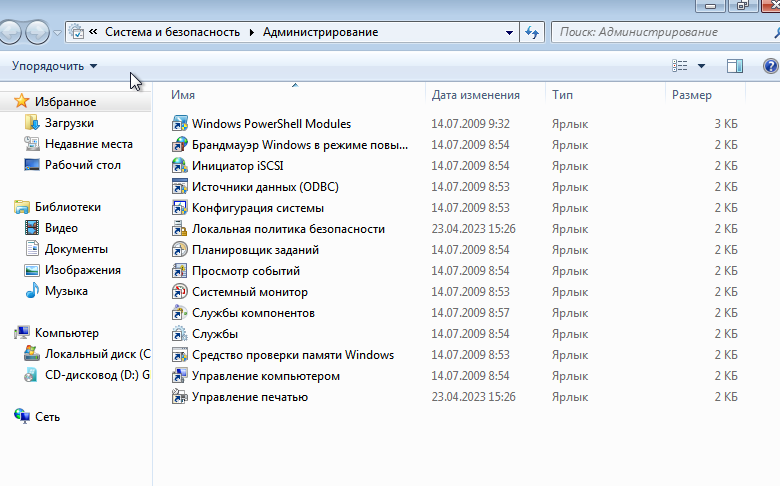 « Система и безопасность Администрирование Поиск: Администрирование
Упорядочить
Имя Дата изменения Тип Размер
Избранное
Загрузки
Недавние места
Рабочий стол
Библиотеки
Видео
Документы
Изображения
Музыка
Компьютер
Локальный диск (C
CD-дисковод (D:) G
Сеть
Windows PowerShell Modules 14.07.2009 9:32 Ярлык 3 КБ
Брандмауэр Windows в режиме повы... 14.07.2009 8:54 Ярлык 2 КБ
Инициатор iSCSI 14.07.2009 8:54 Ярлык 2 КБ
Источники данных (ODBC) 14.07.2009 8:53 Ярлык 2 КБ
Конфигурация системы 14.07.2009 8:53 Ярлык 2 КБ
Локальная политика безопасности 23.04.2023 15:26 Ярлык 2 КБ
Планировщик заданий 14.07.2009 8:54 Ярлык 2 КБ
Просмотр событий 14.07.2009 8:54 Ярлык 2 КБ
Системный монитор 14.07.2009 8:53 Ярлык 2 КБ
Службы компонентов 14.07.2009 8:57 Ярлык 2 КБ
Службы 14.07.2009 8:54 Ярлык 2 КБ
Средство проверки памяти Windows 14.07.2009 8:53 Ярлык 2 КБ
Управление компьютером 14.07.2009 8:54 Ярлык 2 КБ
Управление печатью 23.04.2023 15:26 Ярлык 2 КБ